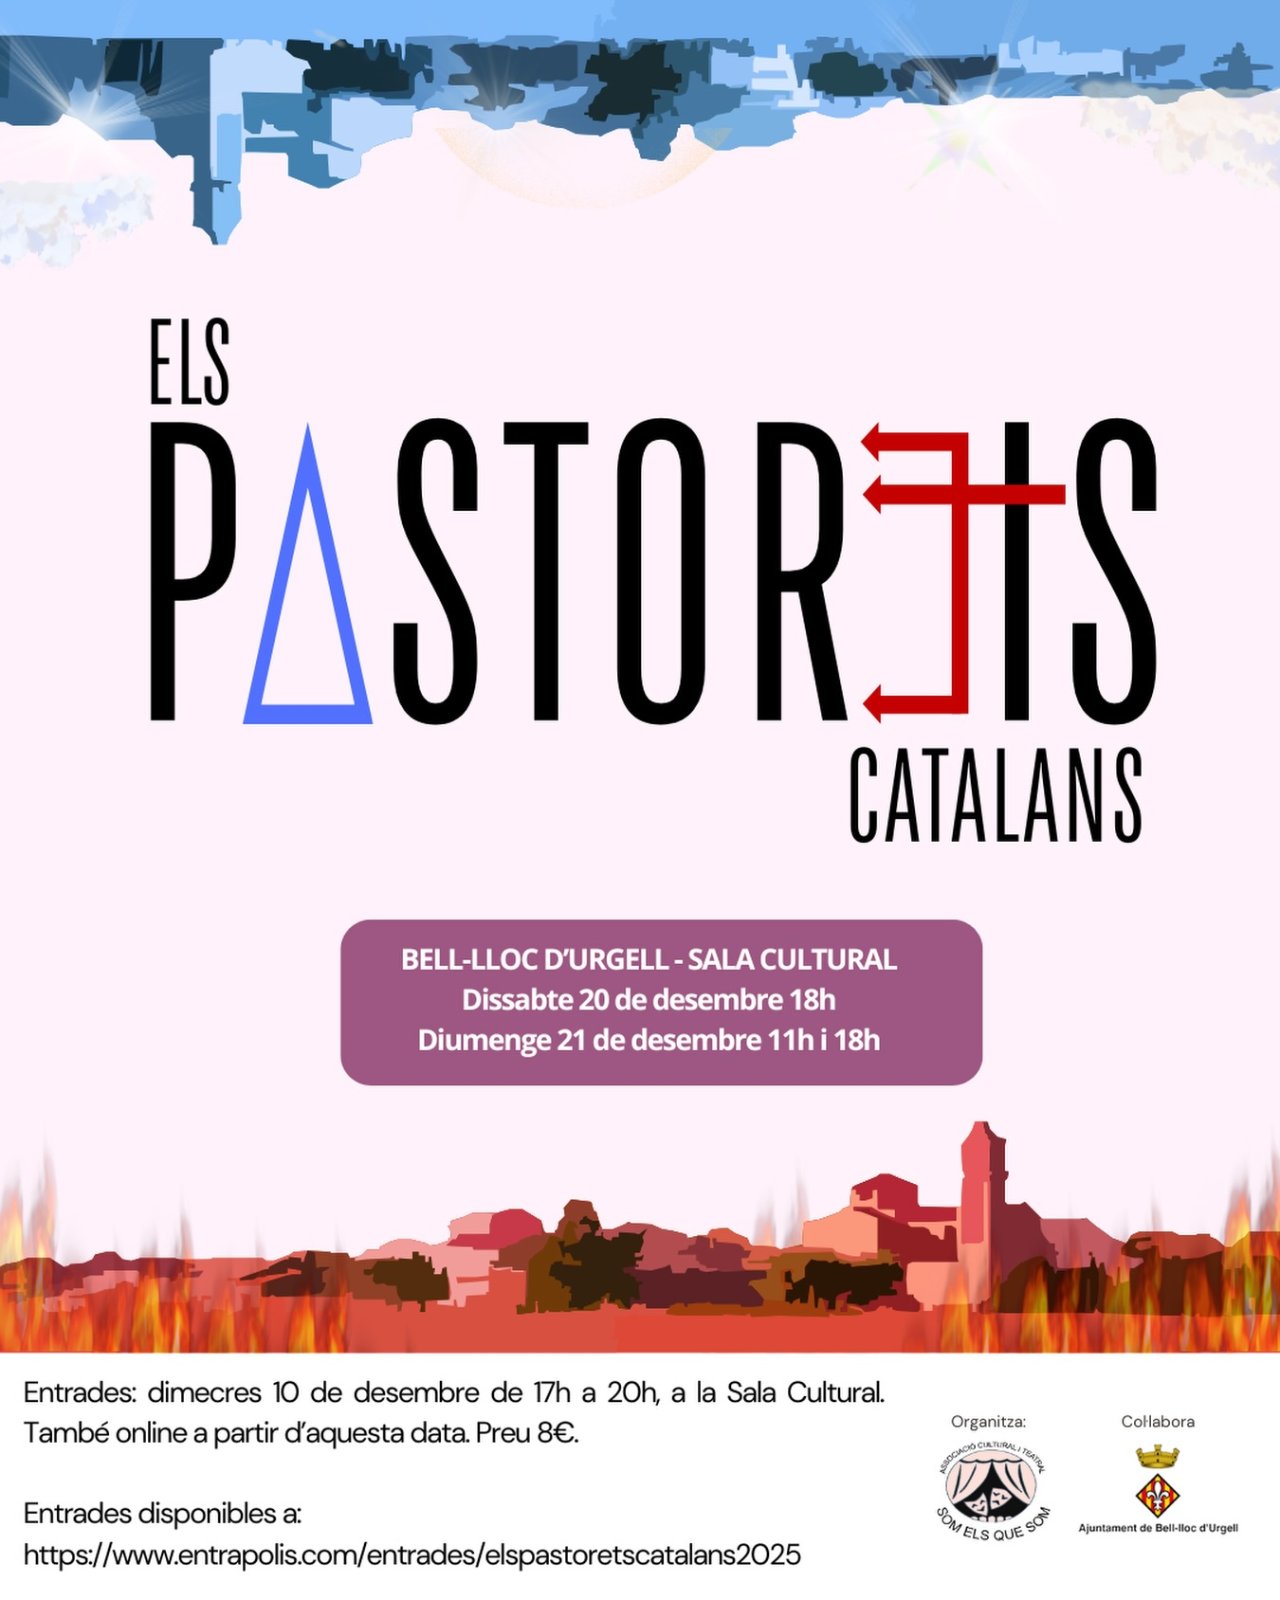 ELS
PASTORETS
CATALANS
BELL-LLOC D'URGELL - SALA CULTURAL
Dissabte 20 de desembre 18h
Diumenge 21 de desembre 11h i 18h
Entrades: dimecres 10 de desembre de 17h a 20h, a la Sala Cultural.
També online a partir d'aquesta data. Preu 8€.
Entrades disponibles a:
https://www.entrapolis.com/entrades/elspastoretscatalans2025
Organitza:
ASSOCIACIÓ CULTURAL I TEATRAL
SOM ELS QUE SOM
Col·labora
Ajuntament de Bell-lloc d'Urgell